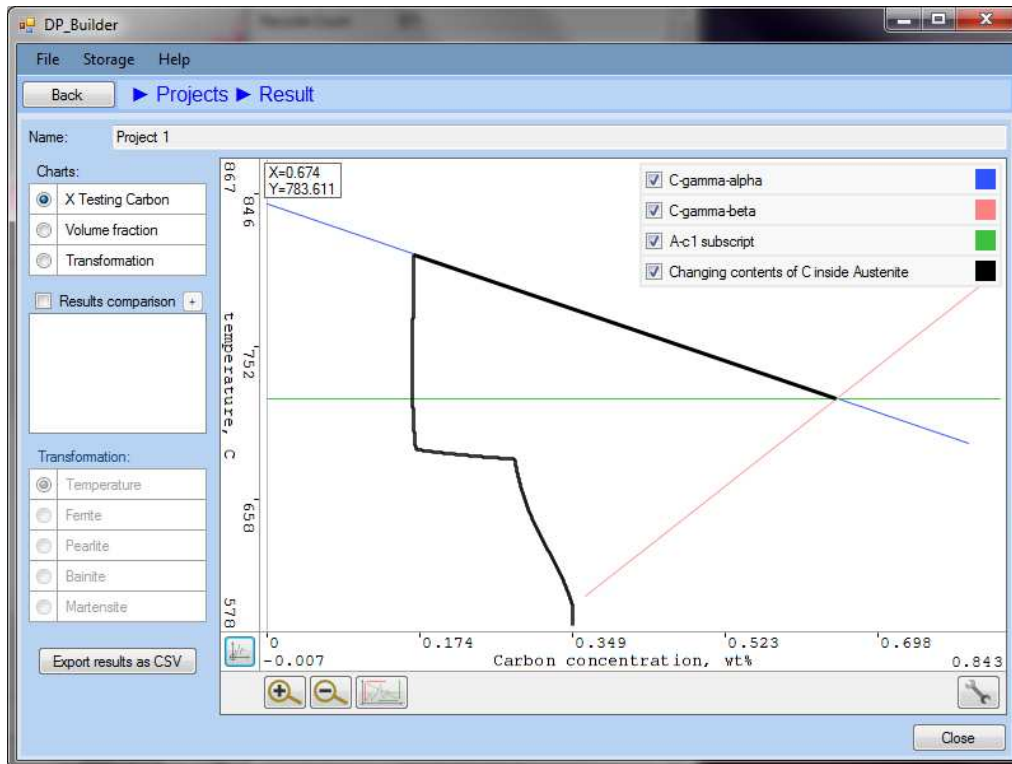 DP_Builder
File Storage Help
Back ► Projects ► Result
Name: Project 1
Charts:
X Testing Carbon
Volume fraction
Transformation
Results comparison +
Transformation:
Temperature
Ferrite
Pearlite
Bainite
Martensite
Export results as CSV
867
846
temperature, C
752
658
578
X=0.674
Y=783.611
C-gamma-alpha
C-gamma-beta
A-c1 subscript
Changing contents of C inside Austenite
0 0.174 0.349 0.523 0.698
-0.007 Carbon concentration, wt% 0.843
Close